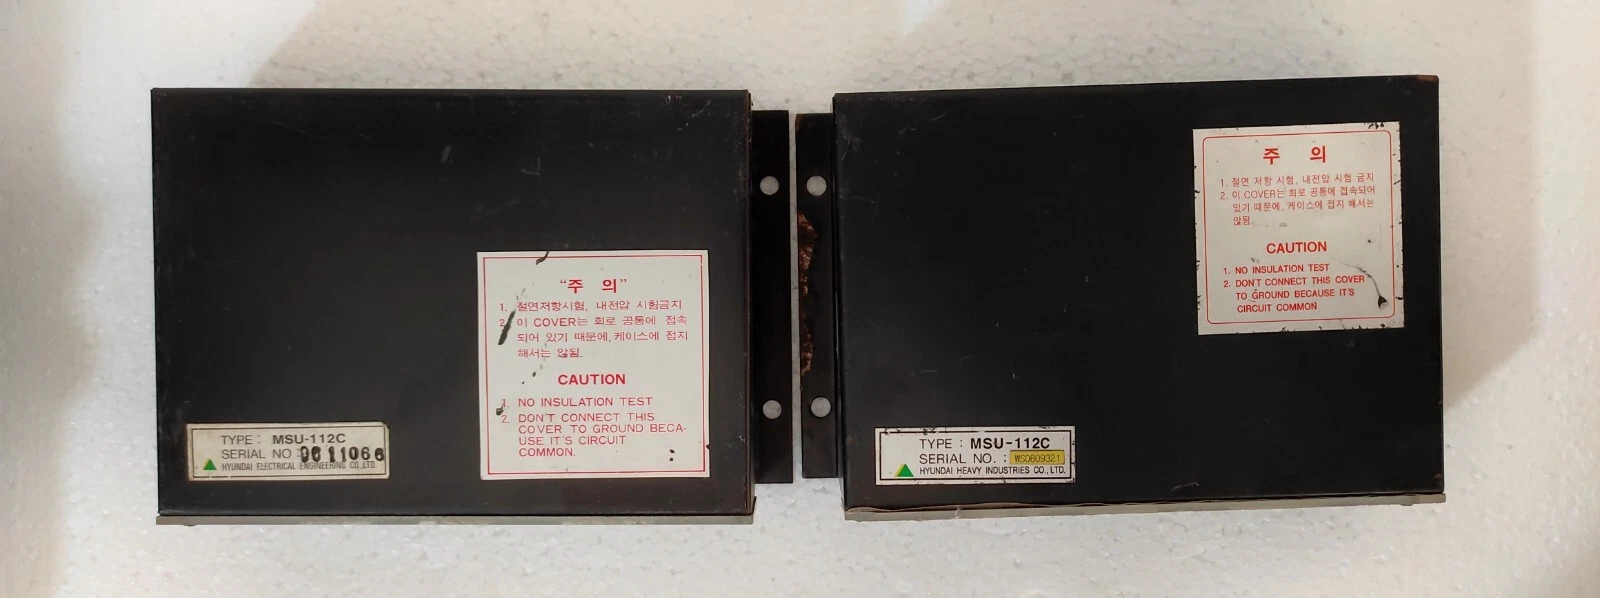 "주 의"
1. 절연저항시험, 내전압 시험금지
2. 이 COVER는 회로 공통에 접속
되어 있기 때문에, 케이스에 접지
해서는 않됨.
CAUTION
1. NO INSULATION TEST
2. DON'T CONNECT THIS
COVER TO GROUND BECA-
USE IT'S CIRCUIT
COMMON.
TYPE : MSU-112C
SERIAL NO :
HYUNDAI ELECTRICAL ENGINEERING CO.,LTD.
주 의
1. 절연 저항 시험, 내전압 시험 금지
2. 이 COVER는 회로 공통에 접속되어
있기 때문에, 케이스에 접지 해서는
않됨.
CAUTION
1. NO INSULATION TEST
2. DON'T CONNECT THIS COVER
TO GROUND BECAUSE IT'S
CIRCUIT COMMON
TYPE : MSU-112C
SERIAL NO. : WS0809321
HYUNDAI HEAVY INDUSTRIES CO., LTD.